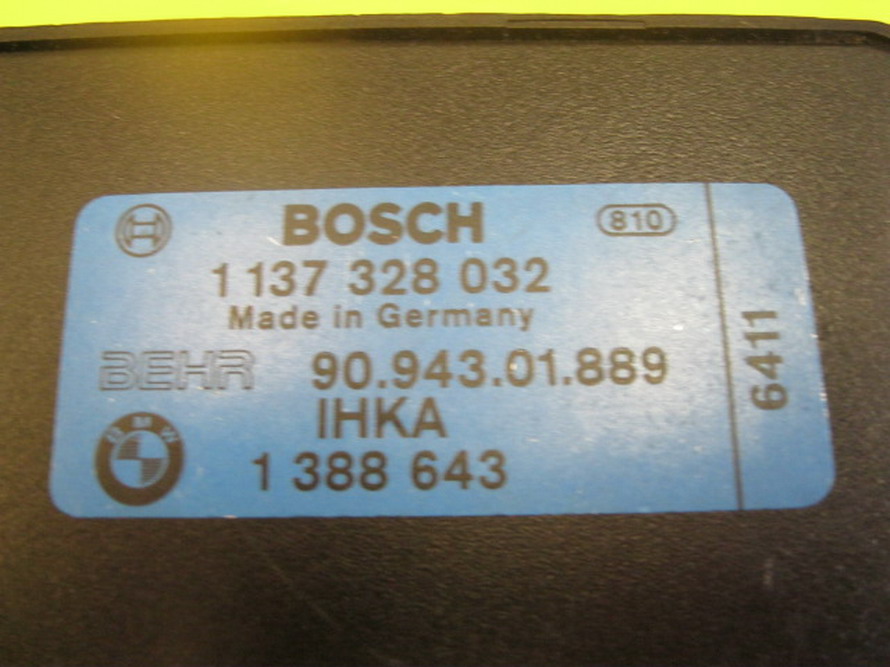 BOSCH 810
1 137 328 032
Made in Germany
BEHR 90.943.01.889
IHKA
BMW 1 388 643
6411